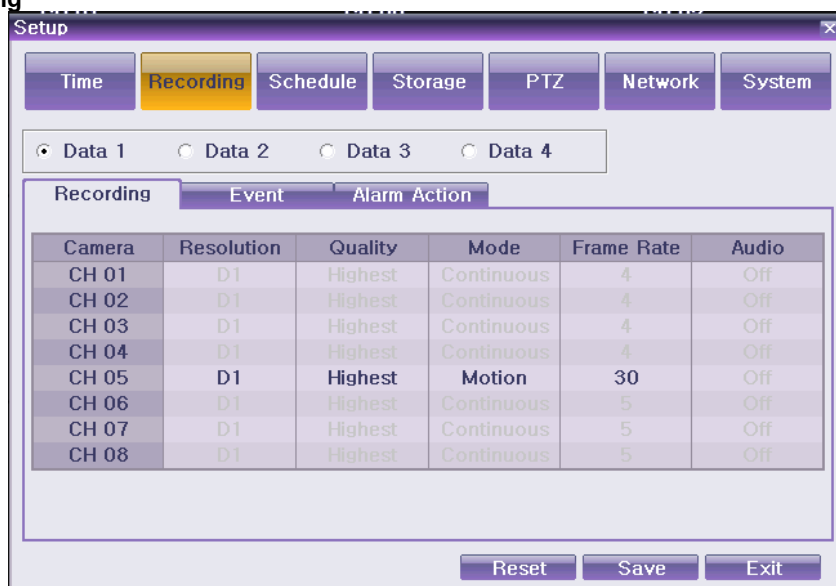 ng
Setup
Time Recording Schedule Storage PTZ Network System
Data 1 Data 2 Data 3 Data 4
Recording Event Alarm Action
Camera Resolution Quality Mode Frame Rate Audio
CH 01 D1 Highest Continuous 4 Off
CH 02 D1 Highest Continuous 4 Off
CH 03 D1 Highest Continuous 4 Off
CH 04 D1 Highest Continuous 4 Off
CH 05 D1 Highest Motion 30 Off
CH 06 D1 Highest Continuous 5 Off
CH 07 D1 Highest Continuous 5 Off
CH 08 D1 Highest Continuous 5 Off
Reset Save Exit